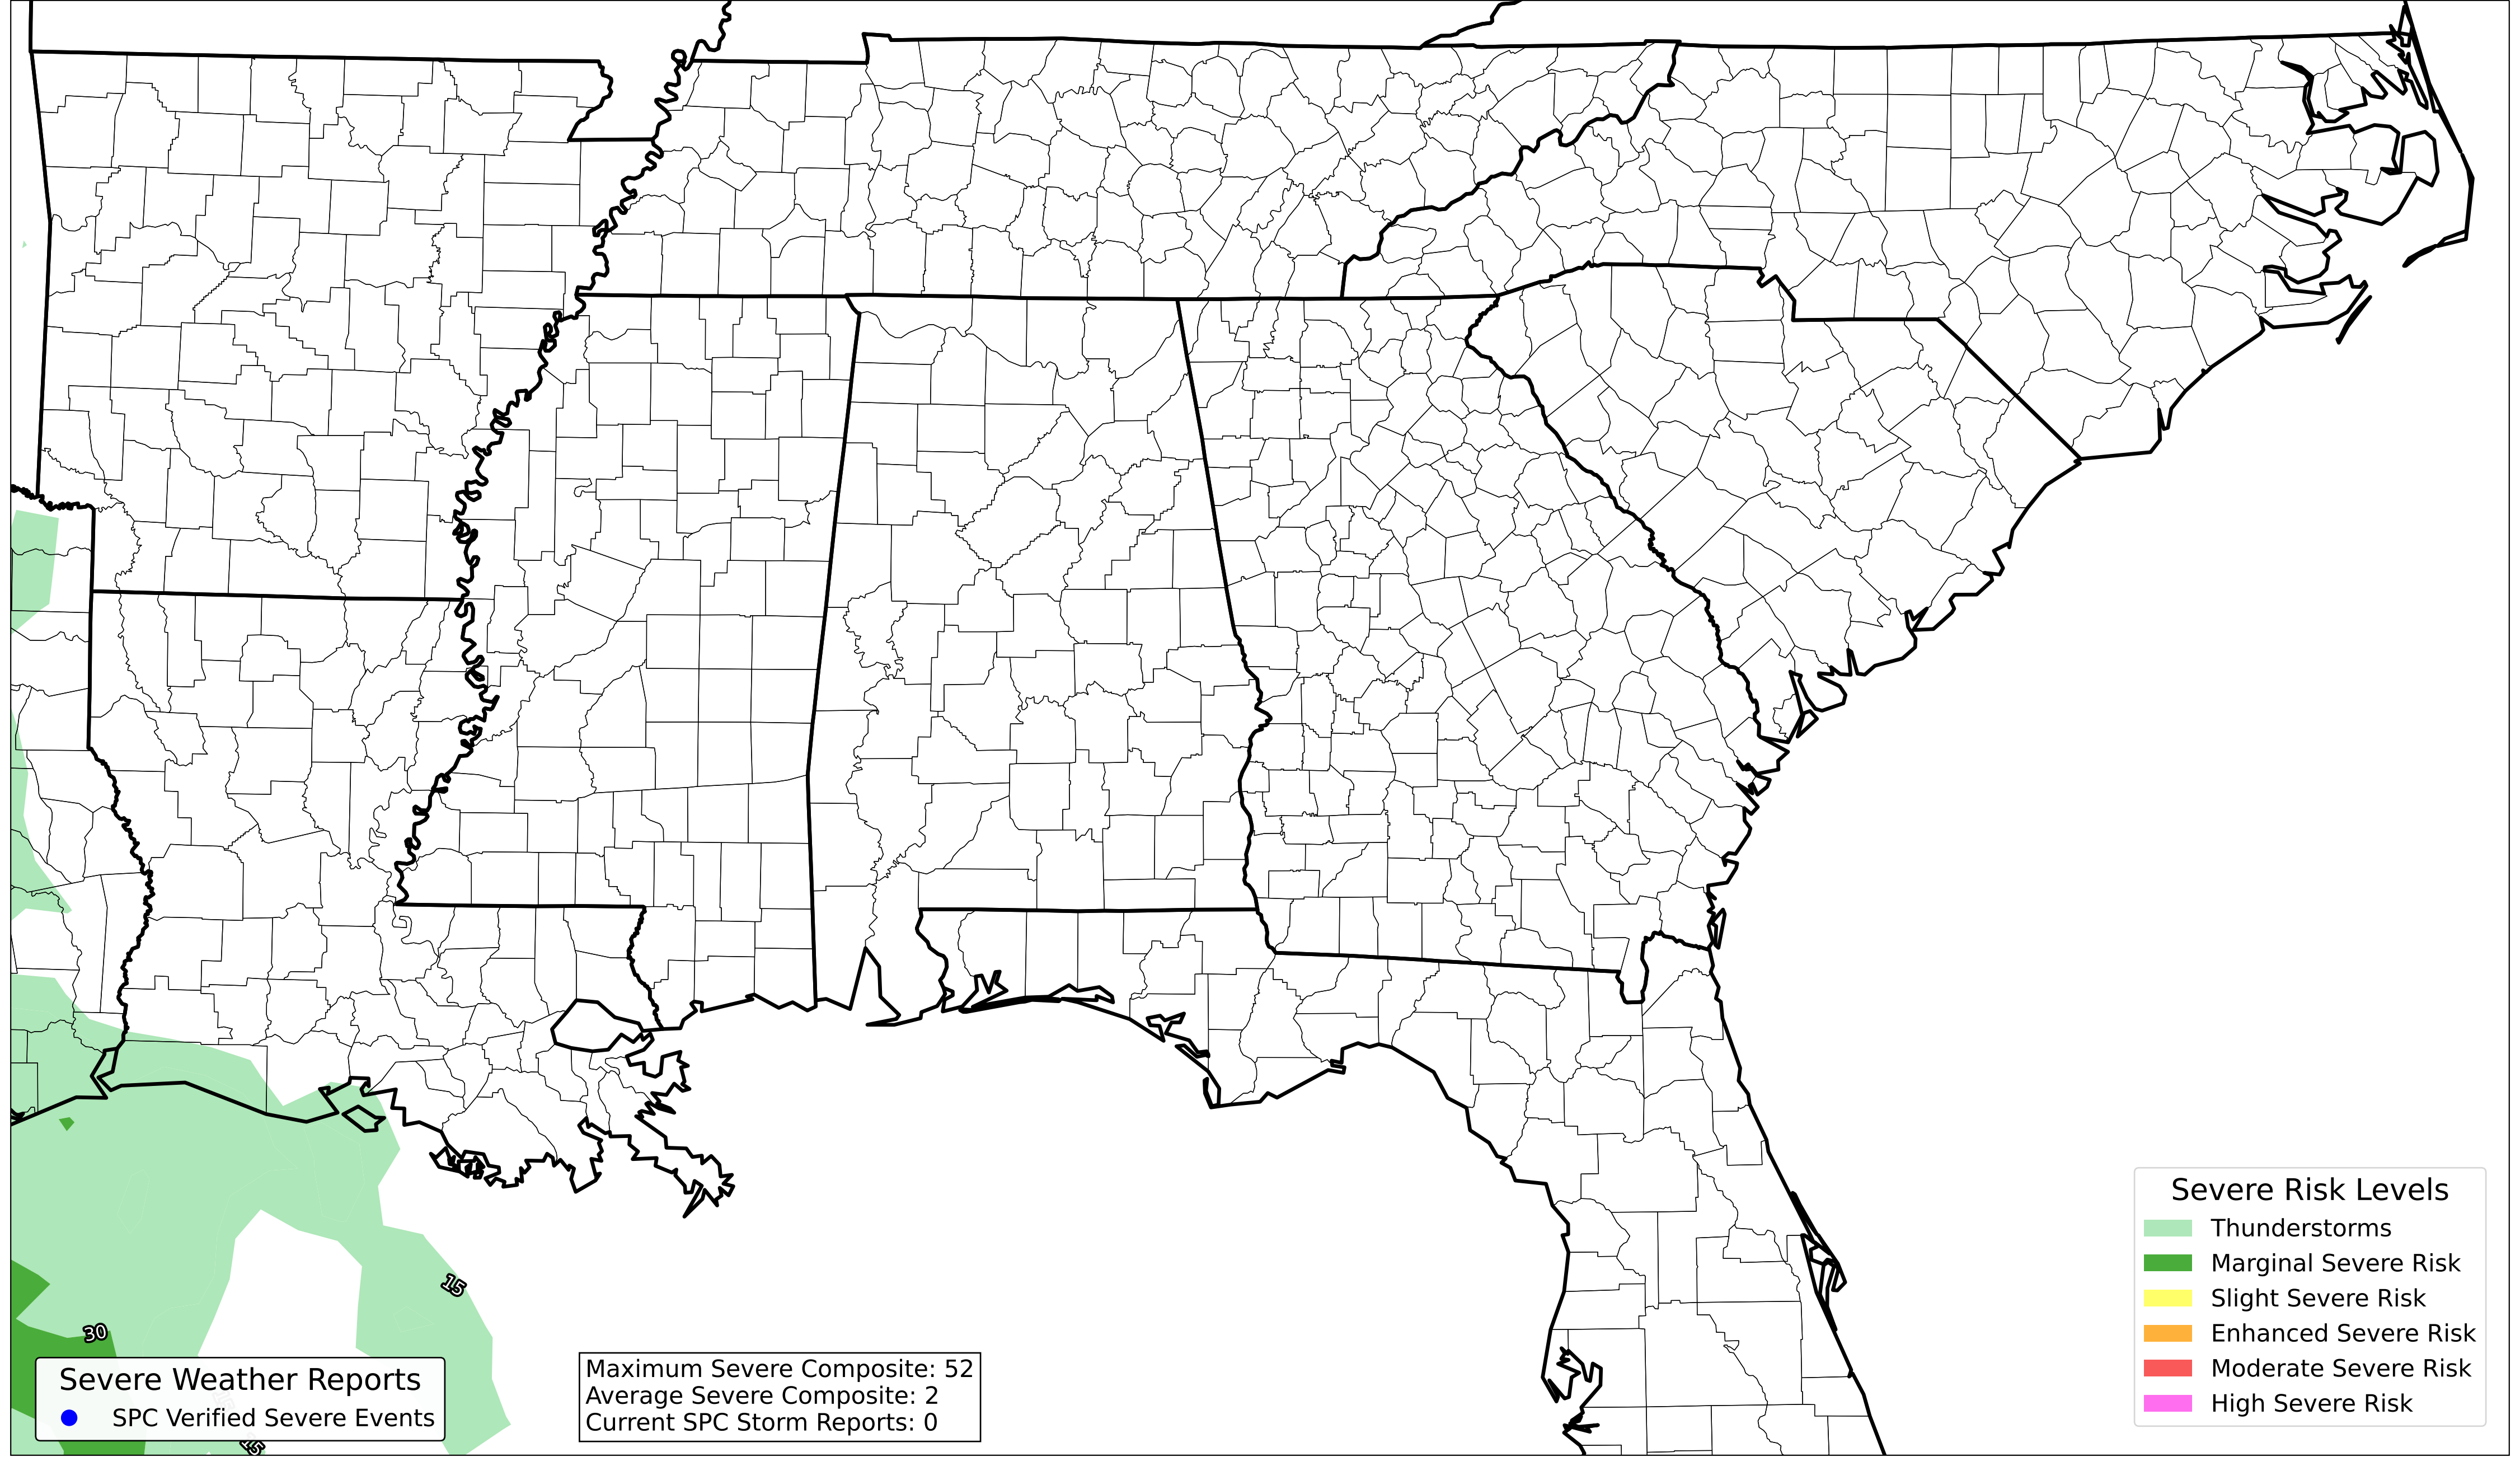 15
30
15
Severe Weather Reports
SPC Verified Severe Events
Maximum Severe Composite: 52
Average Severe Composite: 2
Current SPC Storm Reports: 0
Severe Risk Levels
Thunderstorms
Marginal Severe Risk
Slight Severe Risk
Enhanced Severe Risk
Moderate Severe Risk
High Severe Risk